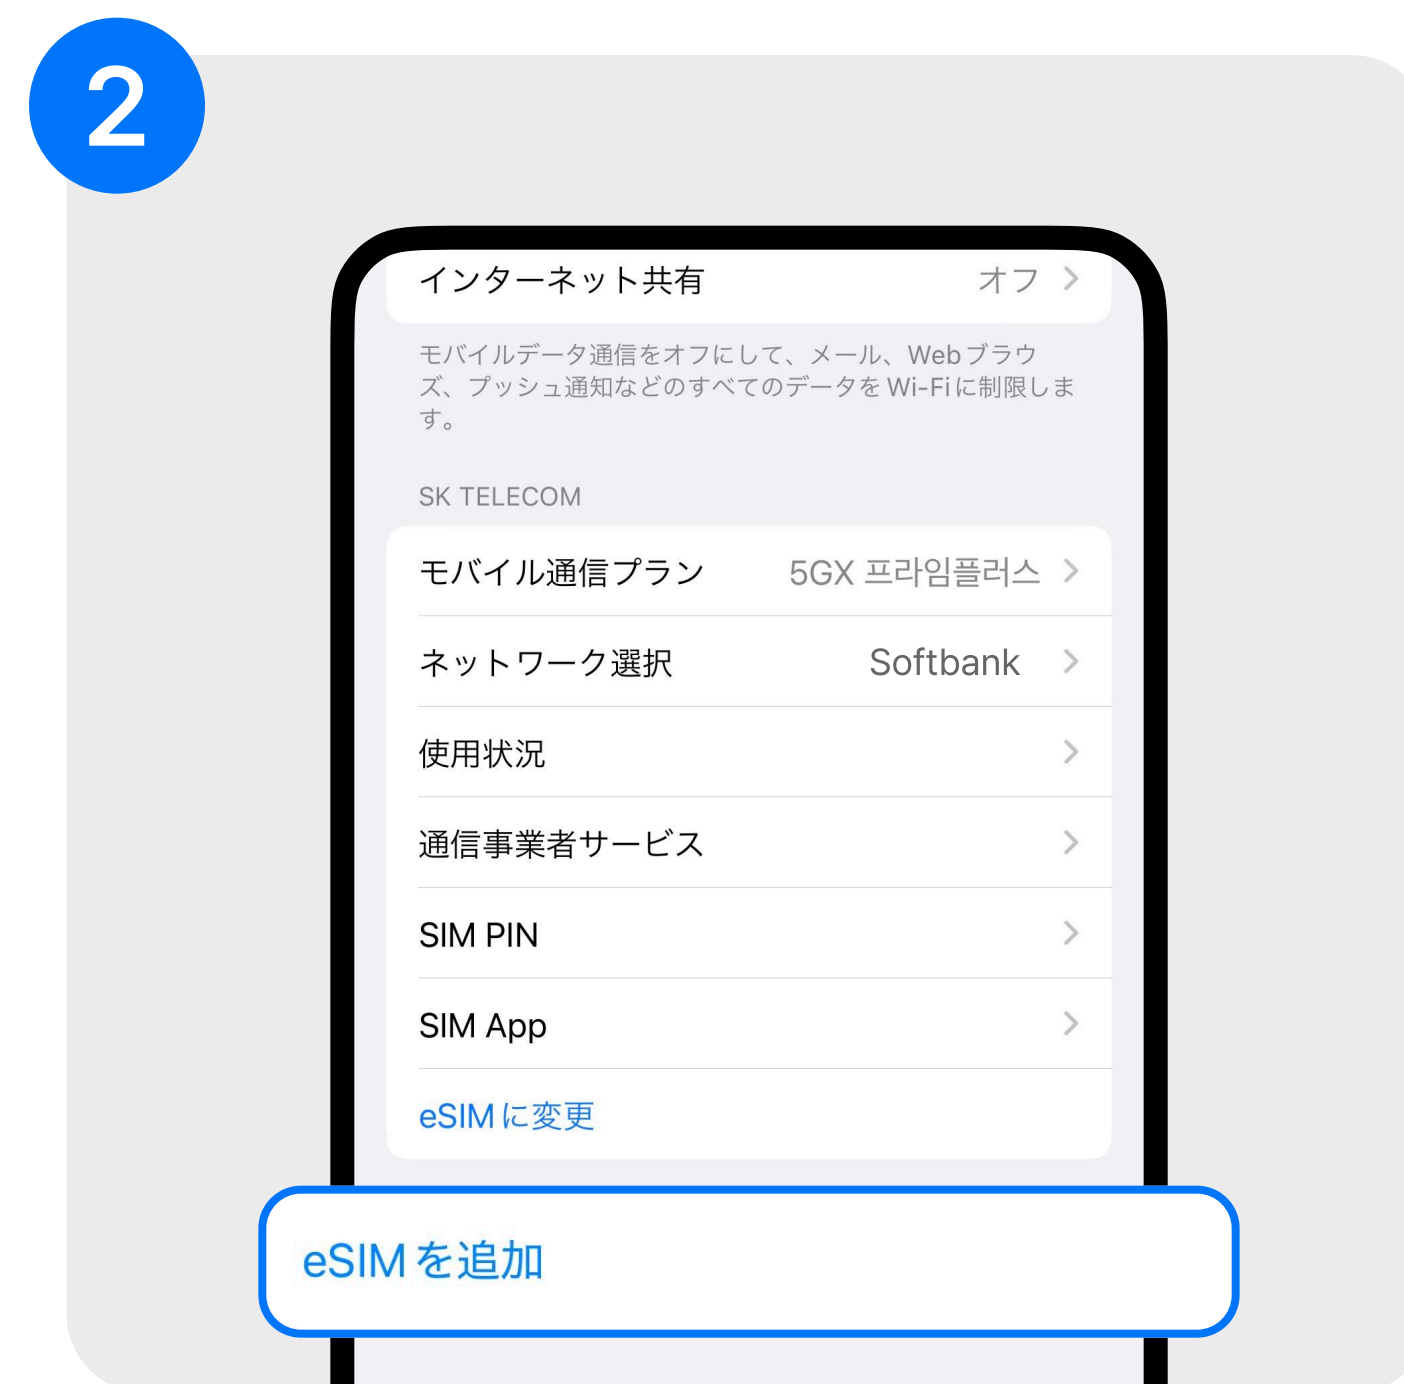 2
インターネット共有 オフ
モバイルデータ通信をオフにして、メール、Webブラウ
ズ、プッシュ通知などのすべてのデータをWi-Fiに制限しま
す。
SK TELECOM
モバイル通信プラン 5GX 프라임플러스
ネットワーク選択 Softbank
使用状況
通信事業者サービス
SIM PIN
SIM App
eSIMに変更
eSIMを追加